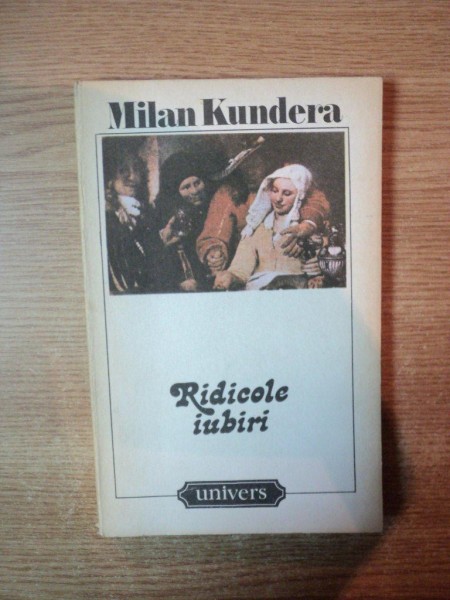 Milan Kundera
Ridicole
iubiri
univers